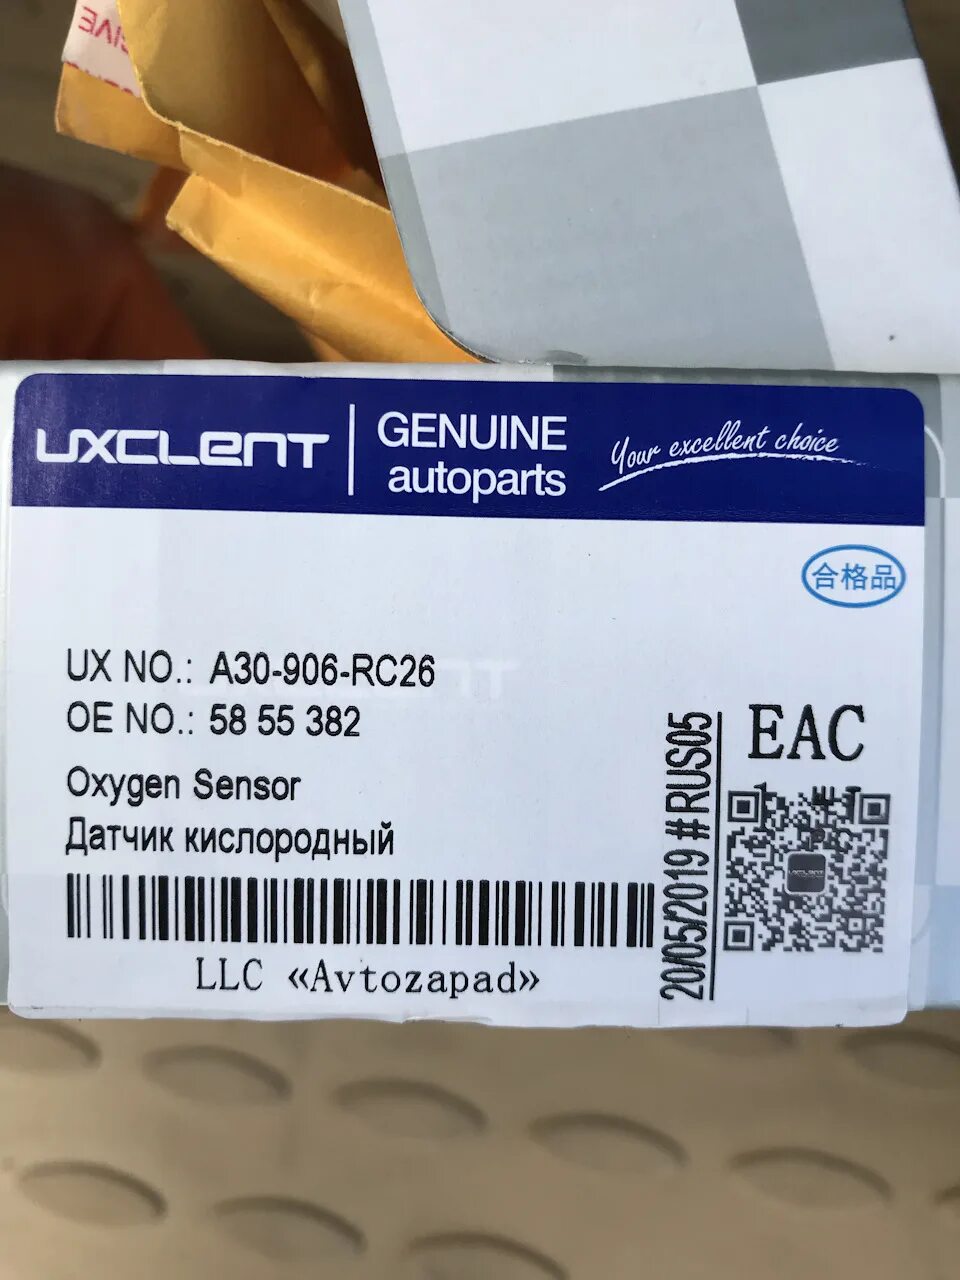 UXCLENT
GENUINE
autoparts
Your excellent choice
合格品
UX NO.: A30-906-RC26
OE NO.: 58 55 382
Oxygen Sensor
Датчик кислородный
LLC «Avtozapad»
20/05/2019 #RUS05
EAC
UXCLENT